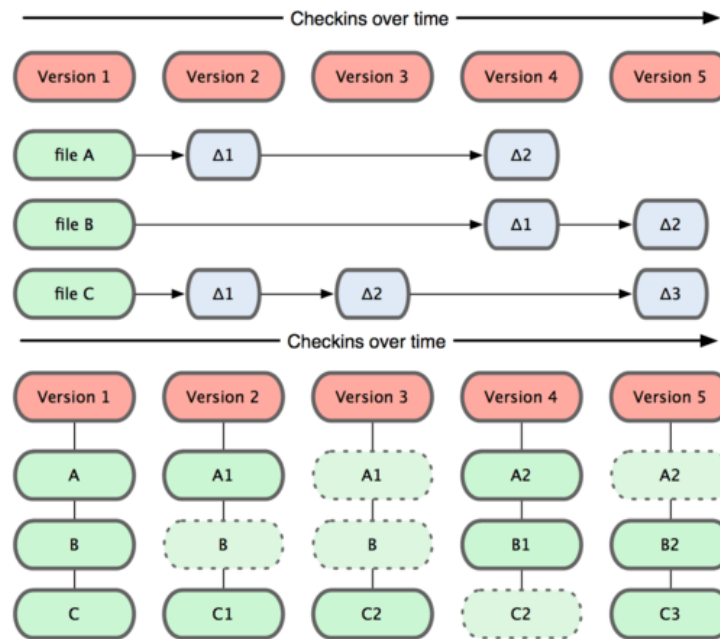 Checkins over time
Version 1 Version 2 Version 3 Version 4 Version 5
file A Δ1 Δ2
file B Δ1 Δ2
file C Δ1 Δ2 Δ3
Checkins over time
Version 1 Version 2 Version 3 Version 4 Version 5
A A1 A1 A2 A2
B B B B1 B2
C C1 C2 C2 C3